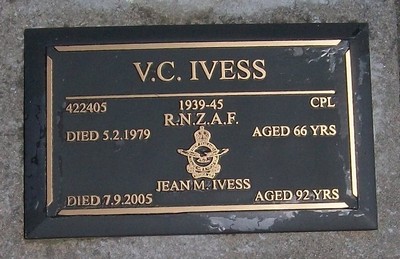 V.C. IVESS
422405 1939-45 CPL
R.N.Z.A.F.
DIED 5.2.1979 AGED 66 YRS
JEAN M. IVESS
DIED 7.9.2005 AGED 92 YRS